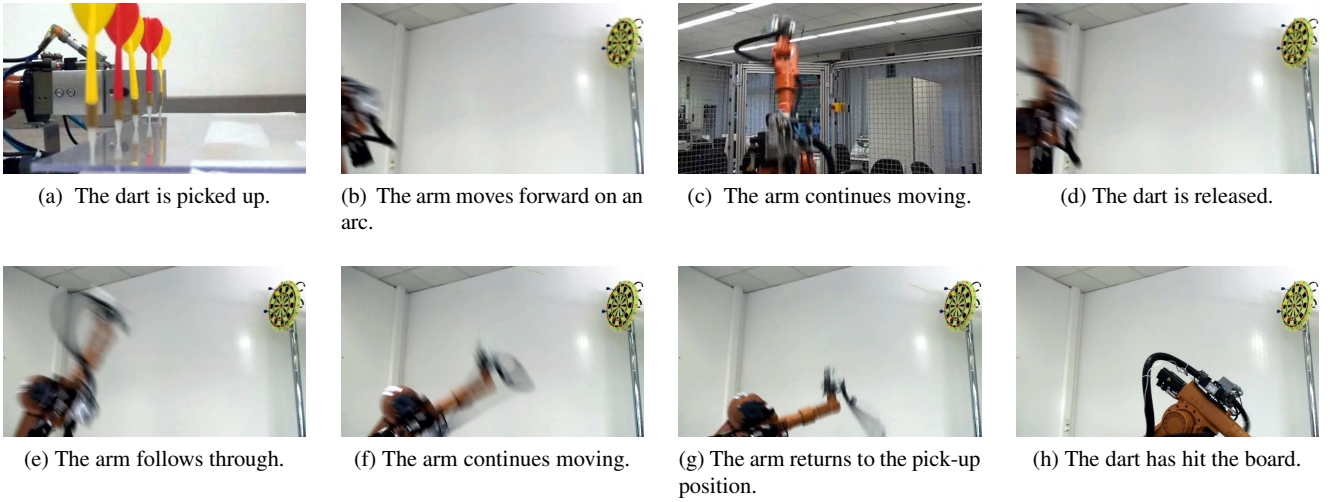 (a) The dart is picked up.
(b) The arm moves forward on an
arc.
(c) The arm continues moving.
(d) The dart is released.
(e) The arm follows through.
(f) The arm continues moving.
(g) The arm returns to the pick-up
position.
(h) The dart has hit the board.